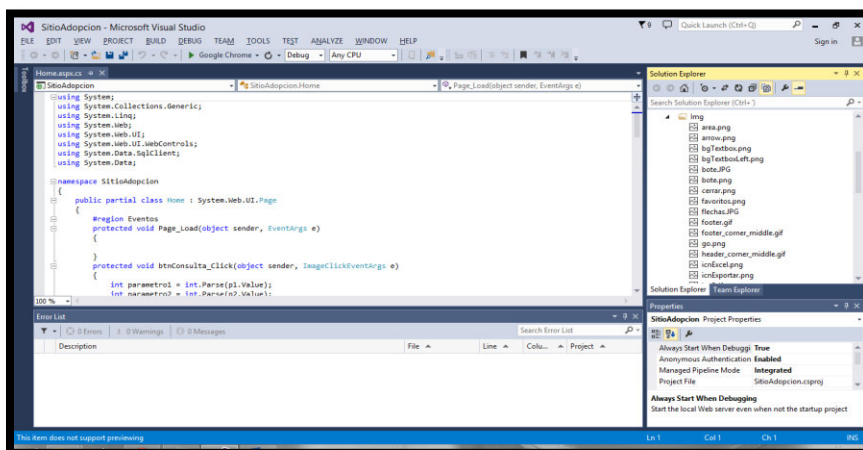 SitioAdopcion - Microsoft Visual Studio
Quick Launch (Ctrl+Q)
FILE EDIT VIEW PROJECT BUILD DEBUG TEAM TOOLS TEST ANALYZE WINDOW HELP
Sign in
Google Chrome Debug Any CPU
Toolbox
Home.aspx.cs
SitioAdopcion
SitioAdopcion.Home
Page_Load(object sender, EventArgs e)
using System;
using System.Collections.Generic;
using System.Linq;
using System.Web;
using System.Web.UI;
using System.Web.UI.WebControls;
using System.Data.SqlClient;
using System.Data;
namespace SitioAdopcion
{
public partial class Home : System.Web.UI.Page
{
#region Eventos
protected void Page_Load(object sender, EventArgs e)
{
}
protected void btnConsulta_Click(object sender, ImageClickEventArgs e)
{
int parametro1 = int.Parse(p1.Value);
int parametro2 = int.Parse(p2.Value);
100 %
Error List
0 Errors 0 Warnings 0 Messages
Search Error List
Description File Line Colu... Project
Solution Explorer
Search Solution Explorer (Ctrl+ )
Img
area.png
arrow.png
bgTextbox.png
bgTextboxLeft.png
bote.JPG
bote.png
cerrar.png
favoritos.png
flechas.JPG
footer.gif
footer_corner_middle.gif
go.png
header_corner_middle.gif
icnExcel.png
icnExportar.png
Solution Explorer Team Explorer
Properties
SitioAdopcion Project Properties
Always Start When Debuggi True
Anonymous Authentication Enabled
Managed Pipeline Mode Integrated
Project File SitioAdopcion.csproj
Always Start When Debugging
Start the local Web server even when not the startup project
This item does not support previewing
Ln 1 Col 1 Ch 1 INS